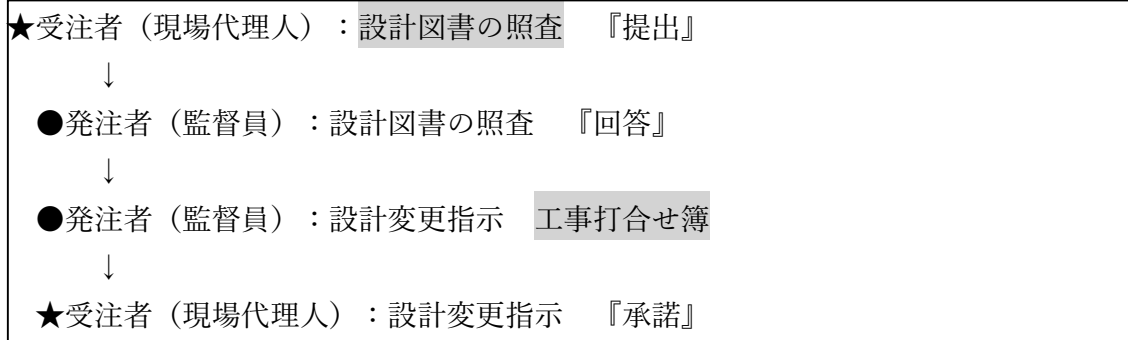 ★受注者（現場代理人）：設計図書の照査　『提出』
↓
●発注者（監督員）：設計図書の照査　『回答』
↓
●発注者（監督員）：設計変更指示　工事打合せ簿
↓
★受注者（現場代理人）：設計変更指示　『承諾』